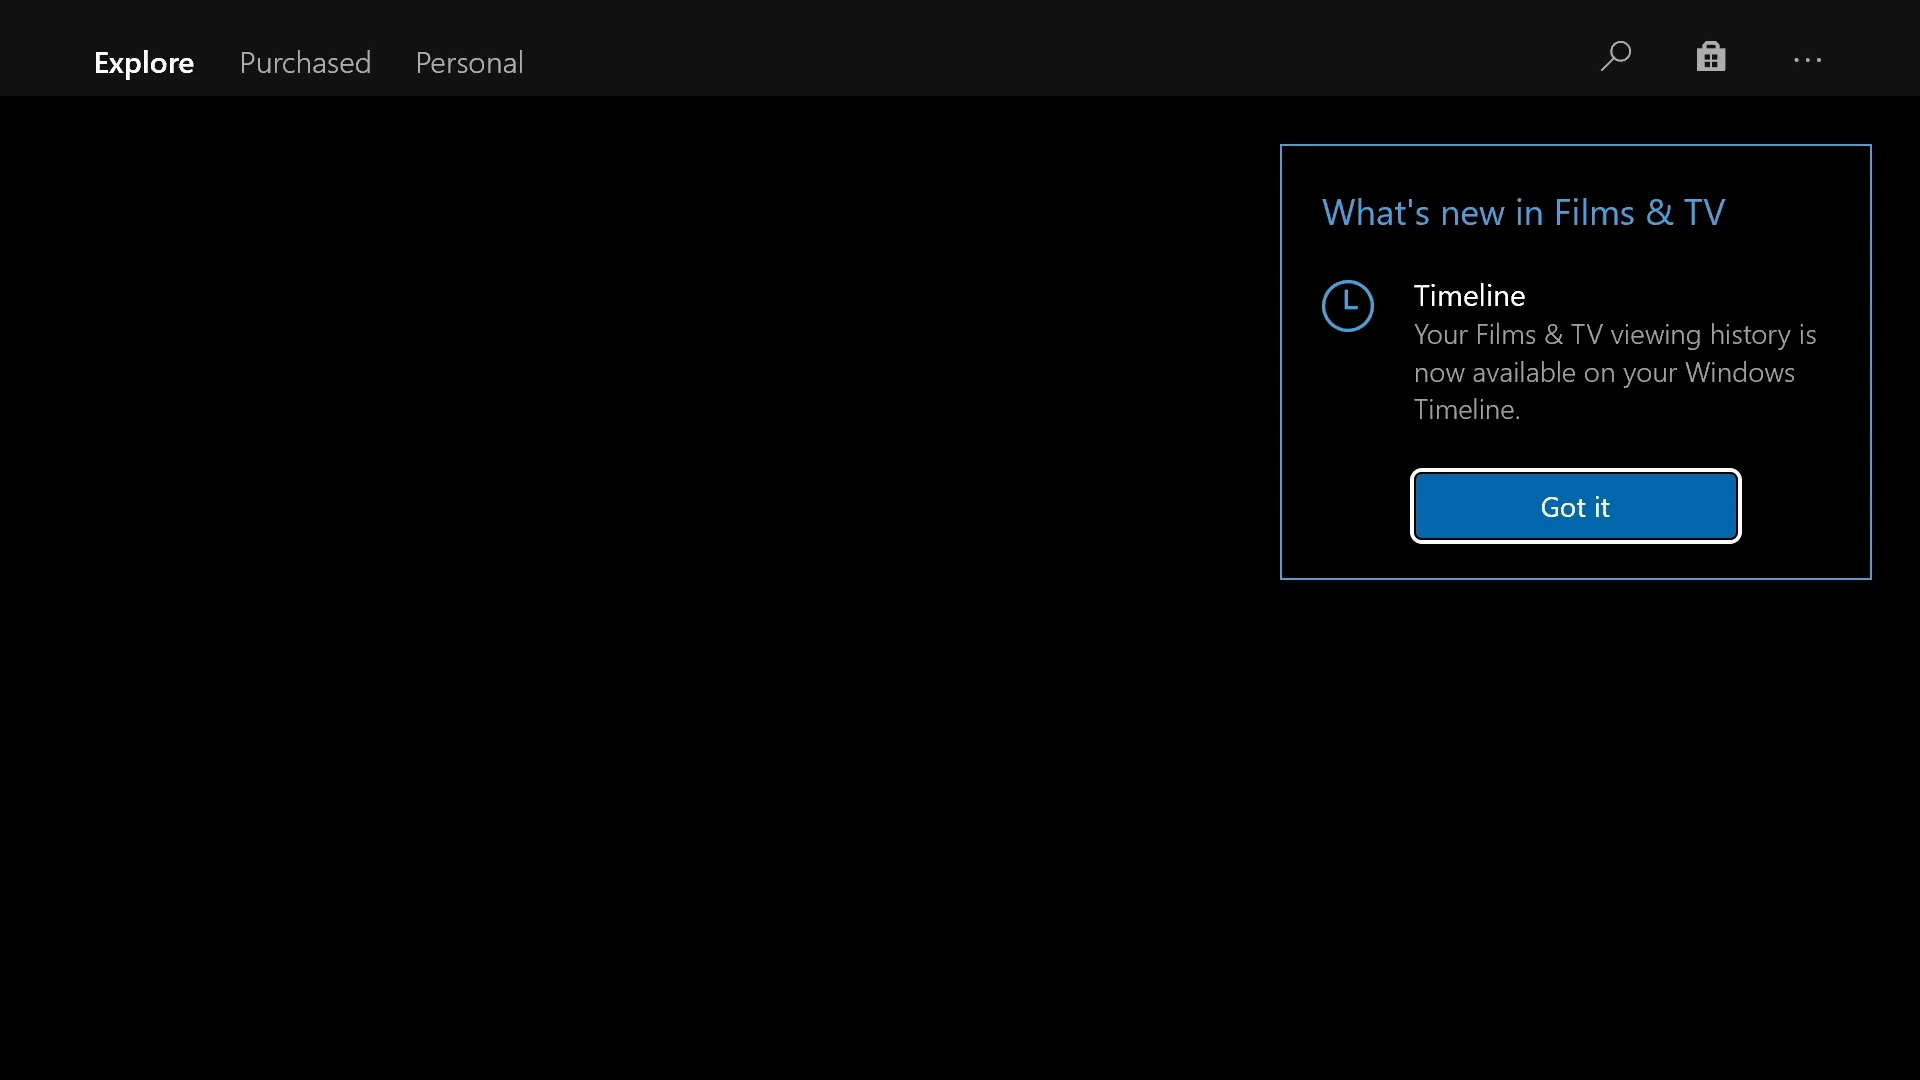 Explore Purchased Personal
What's new in Films & TV
Timeline
Your Films & TV viewing history is
now available on your Windows
Timeline.
Got it